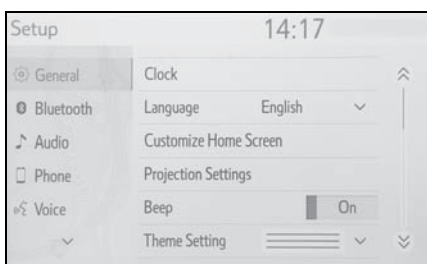 Setup 14:17
General
Bluetooth
Audio
Phone
Voice
Clock
Language English
Customize Home Screen
Projection Settings
Beep On
Theme Setting